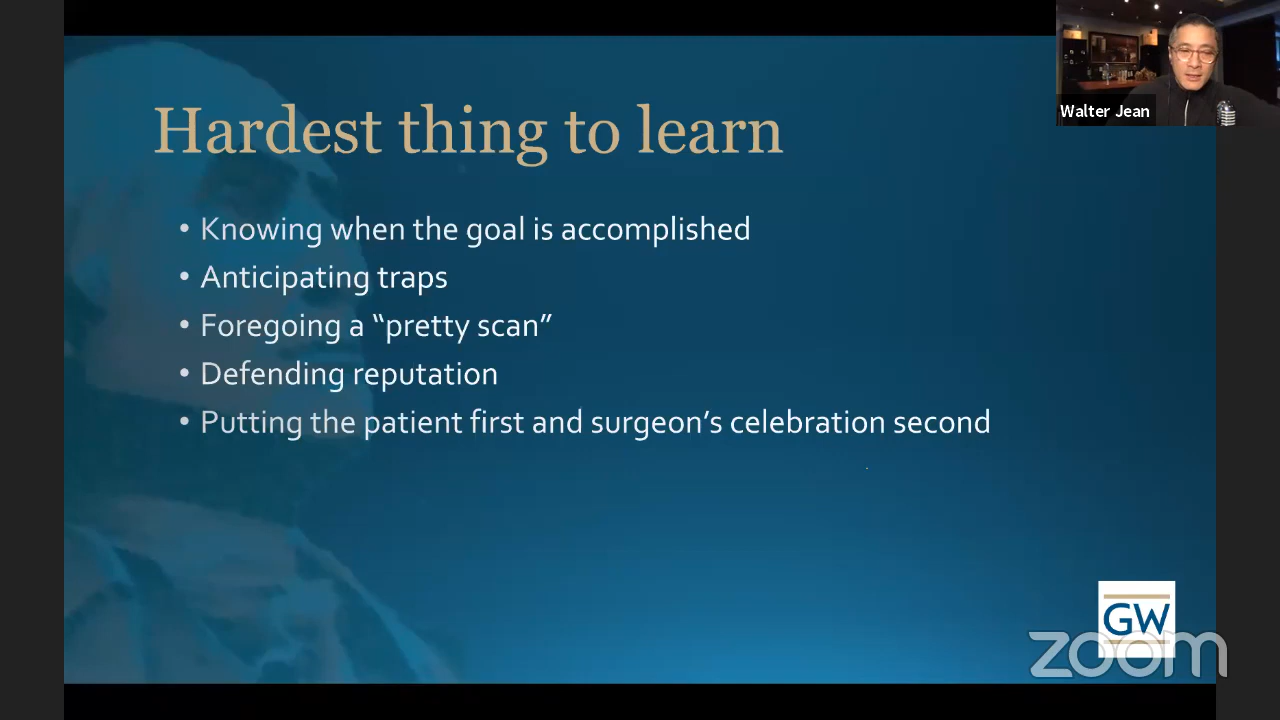 Walter Jean
Hardest thing to learn
• Knowing when the goal is accomplished
• Anticipating traps
• Foregoing a “pretty scan”
• Defending reputation
• Putting the patient first and surgeon’s celebration second
GW
zoom